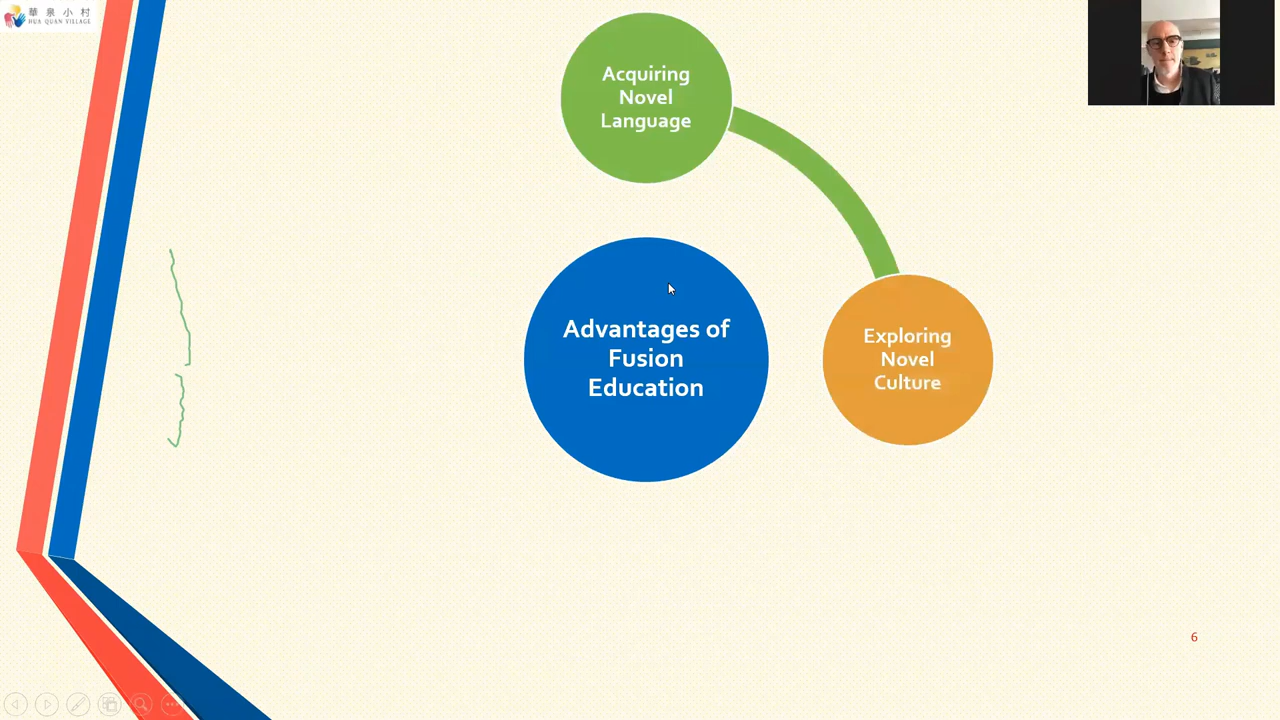 華泉小村
HUA QUAN VILLAGE
Acquiring
Novel
Language
Advantages of
Fusion
Education
Exploring
Novel
Culture
6